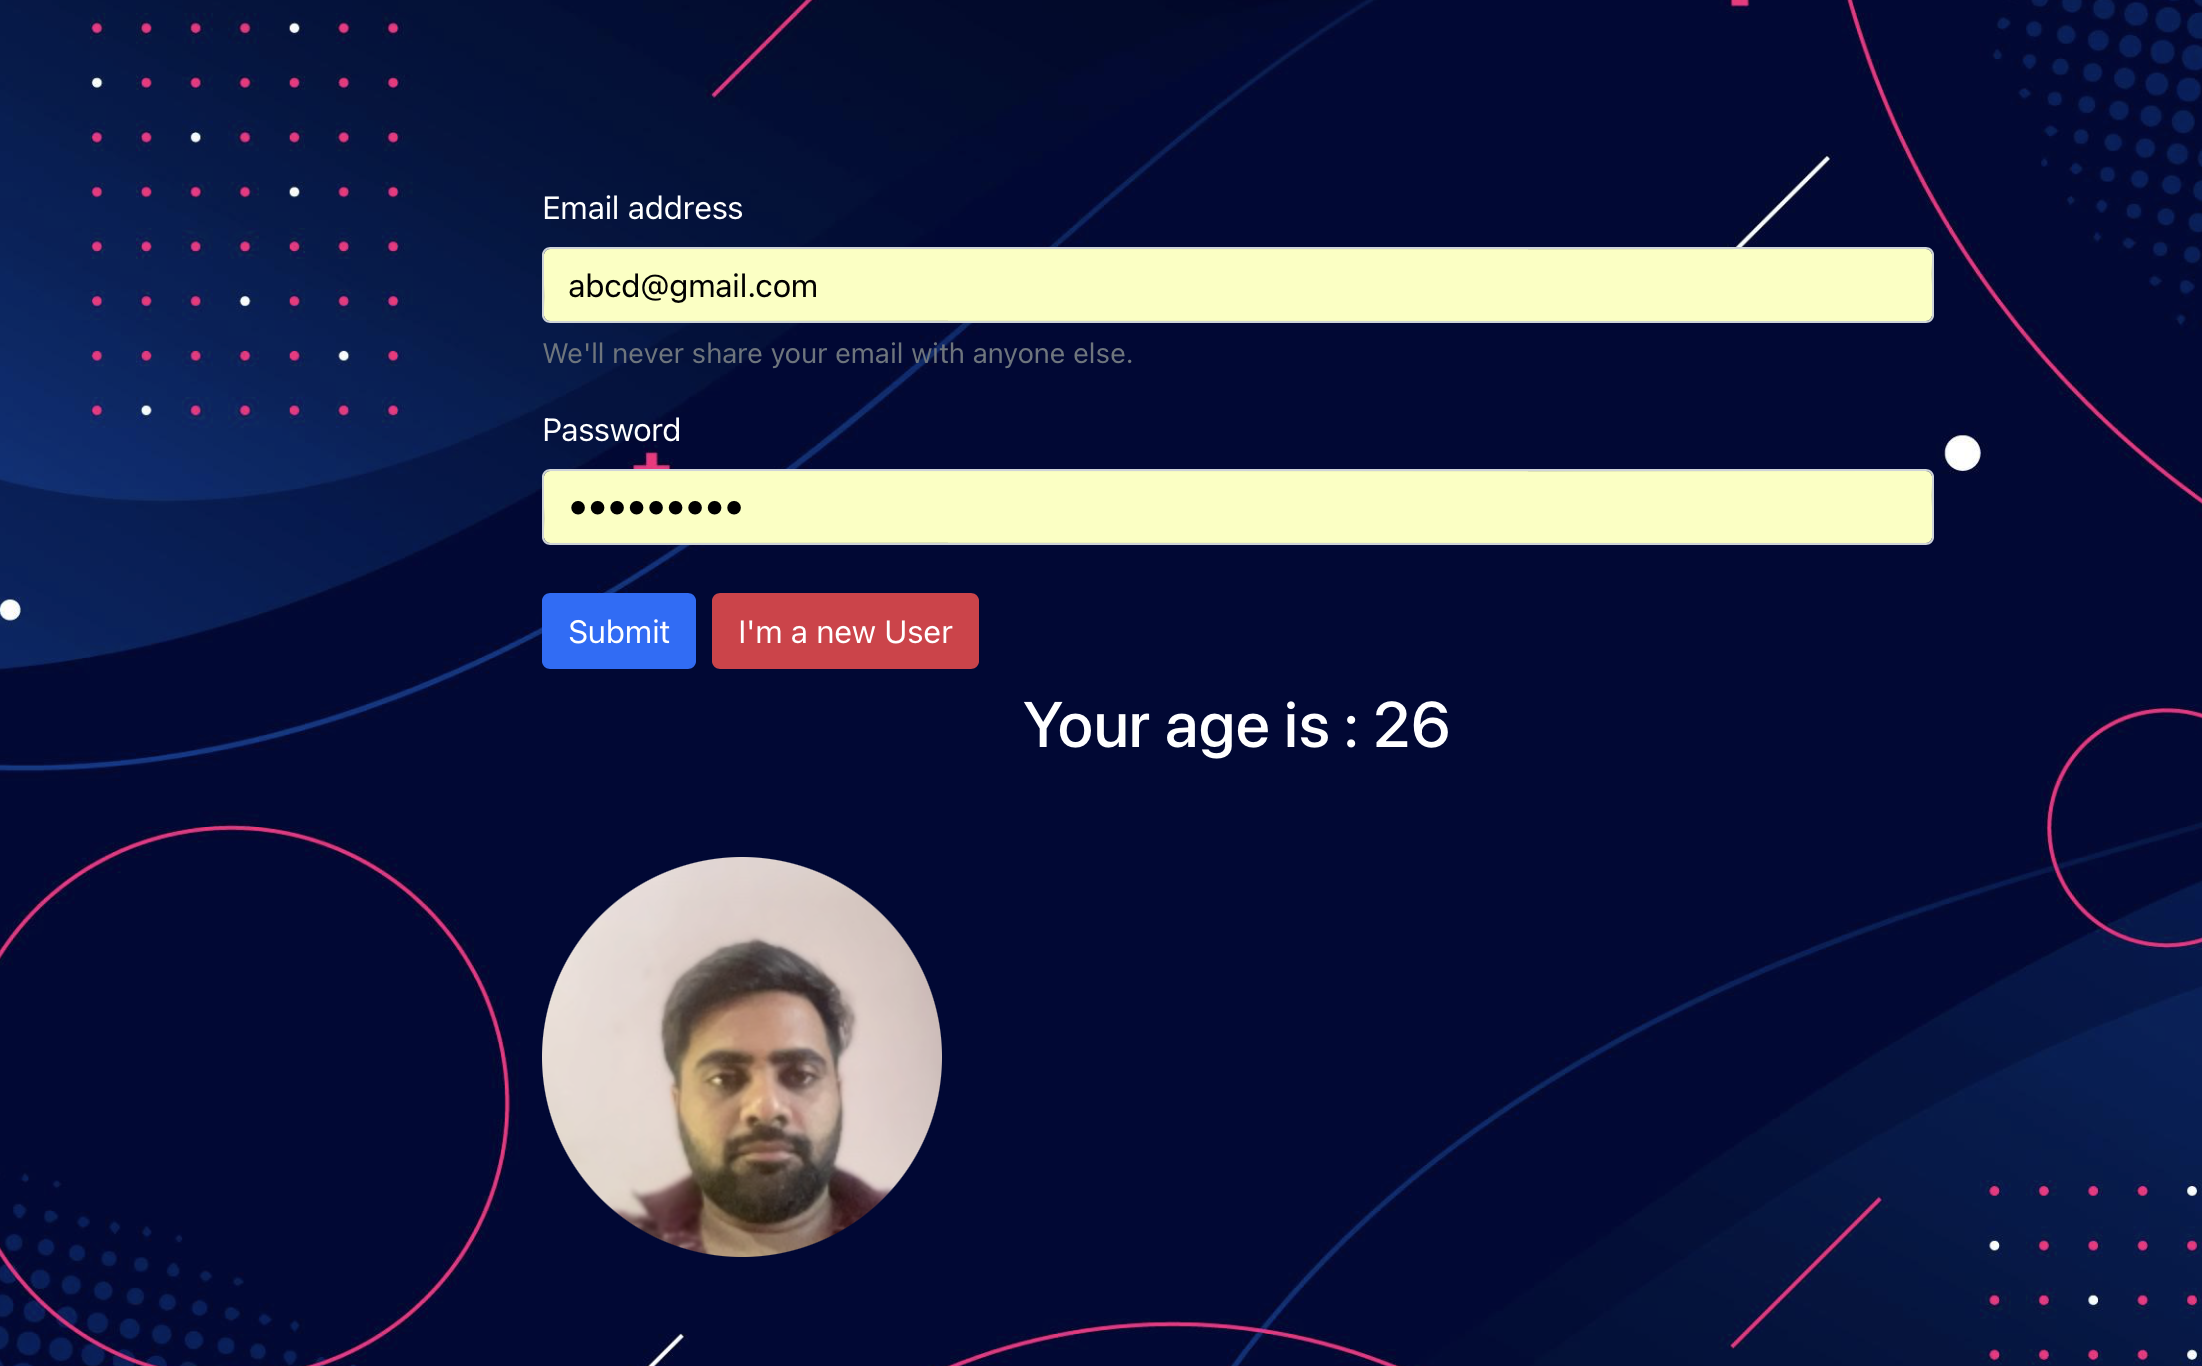 Email address
abcd@gmail.com
We'll never share your email with anyone else.
Password
•••••••••
Submit
I'm a new User
Your age is : 26